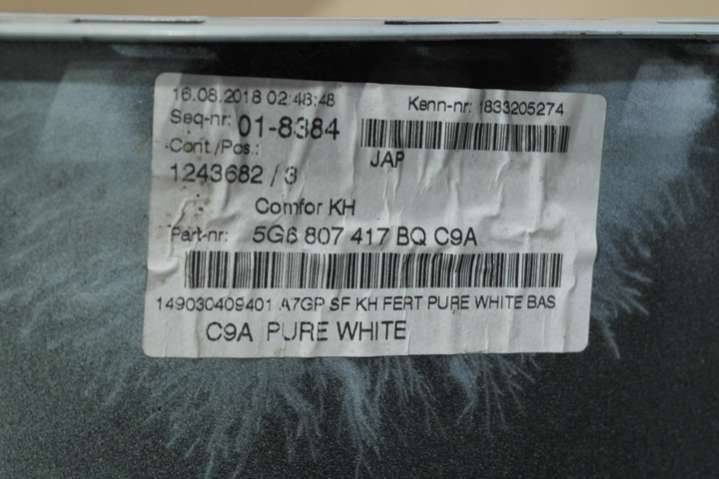 16.08.2018 02:48:48
Kenn-nr: 1833205274
Seq-nr: 01-8384
JAP
Cont./Pos.:
1243682 / 3
Comfor KH
Part-nr: 5G6 807 417 BQ C9A
149030409401 A7GP SF KH FERT PURE WHITE BAS
C9A PURE WHITE